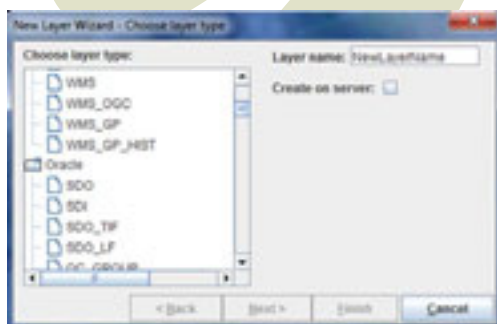 New Layer Wizard - Choose layer type
Choose layer type:
WMS
WMS_OGC
WMS_GP
WMS_GP_HIST
Oracle
SDO
SDI
SDO_TIF
SDO_LF
OC_GROUP
Layer name: NewLayerName
Create on server:
< Back
Next >
Finish
Cancel